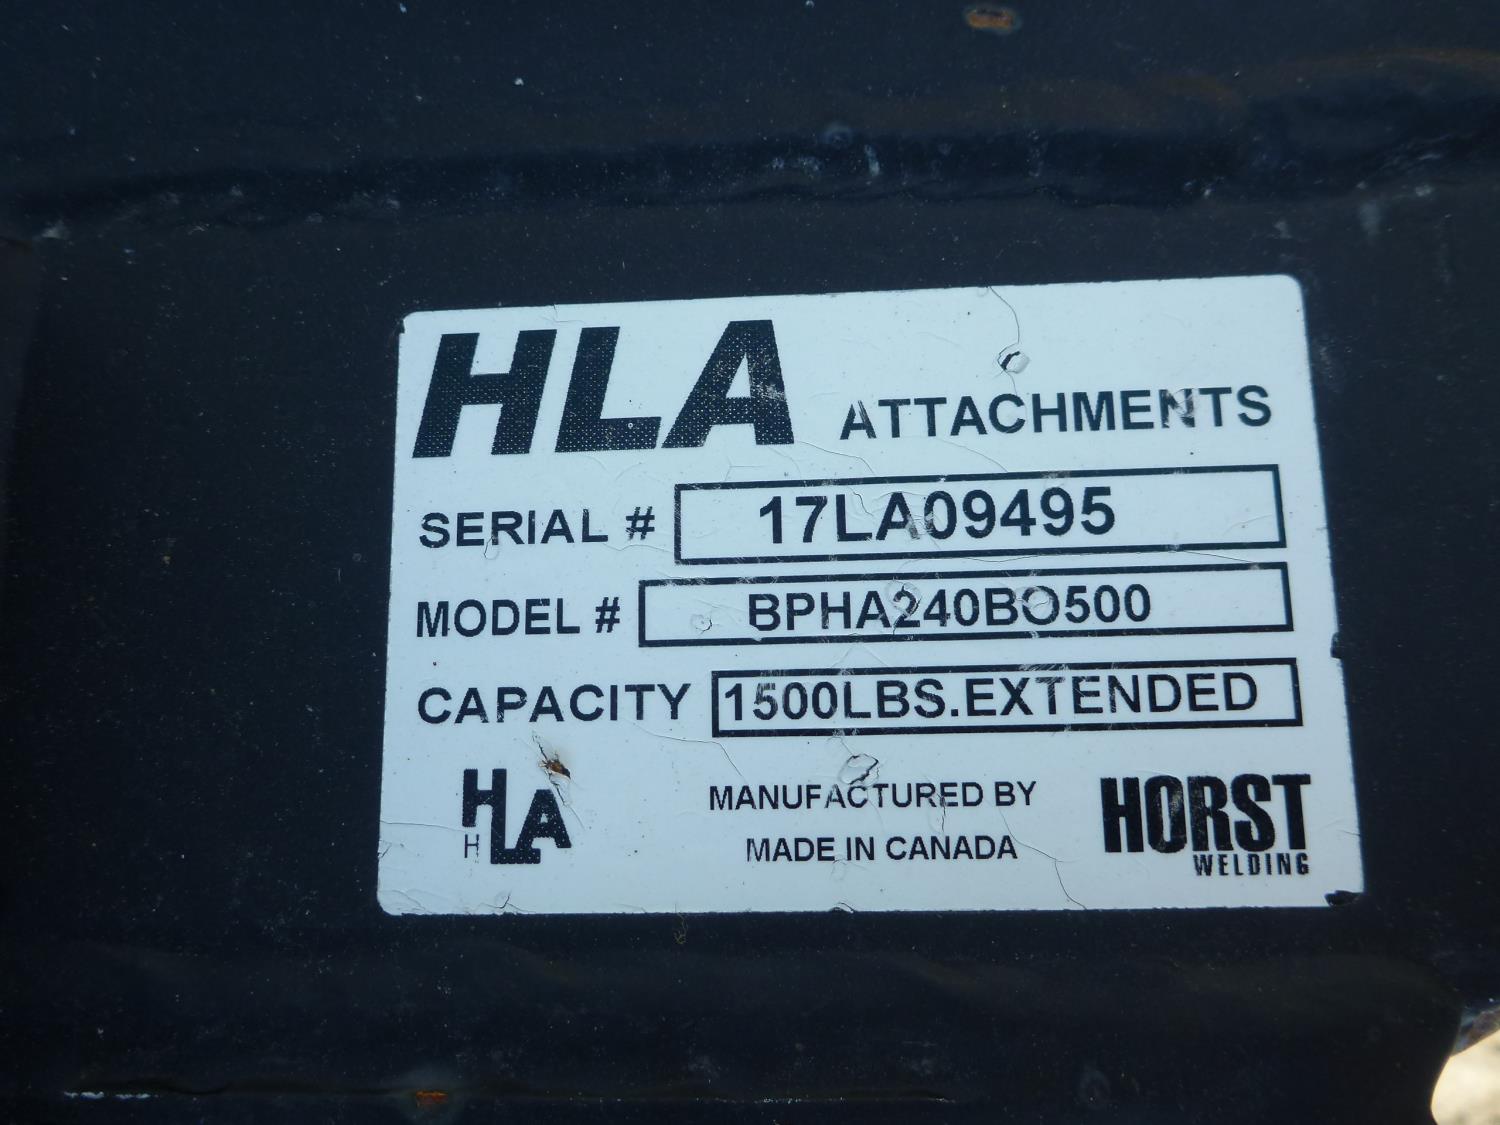 HLA ATTACHMENTS
SERIAL # 17LA09495
MODEL # BPHA240BO500
CAPACITY 1500LBS.EXTENDED
HLA
H
MANUFACTURED BY
MADE IN CANADA
HORST
WELDING